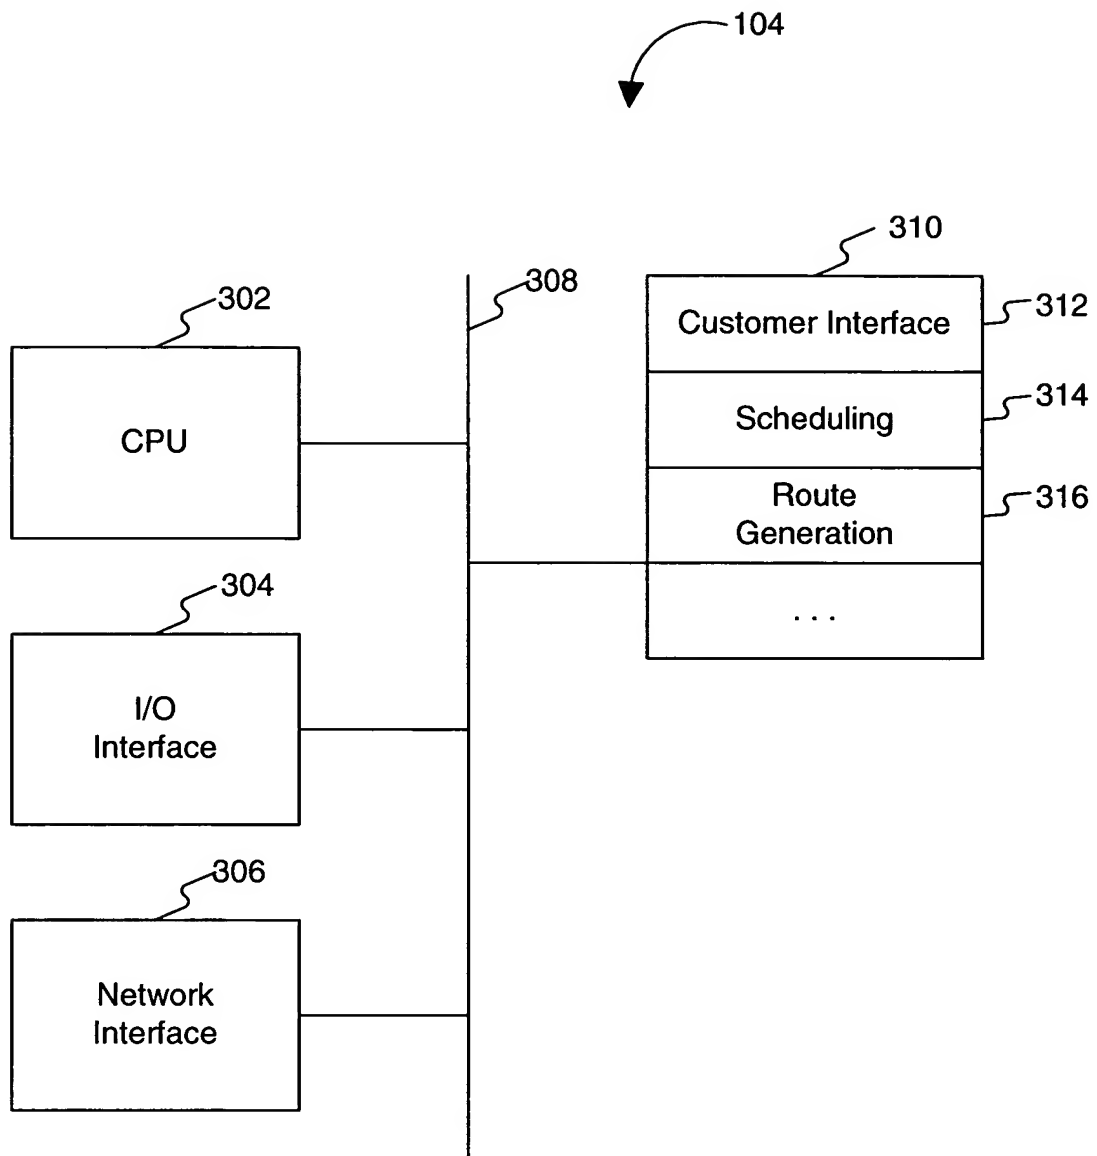 104
310
308
302
Customer Interface
312
CPU
Scheduling
314
Route
Generation
316
304
. . .
I/O
Interface
306
Network
Interface